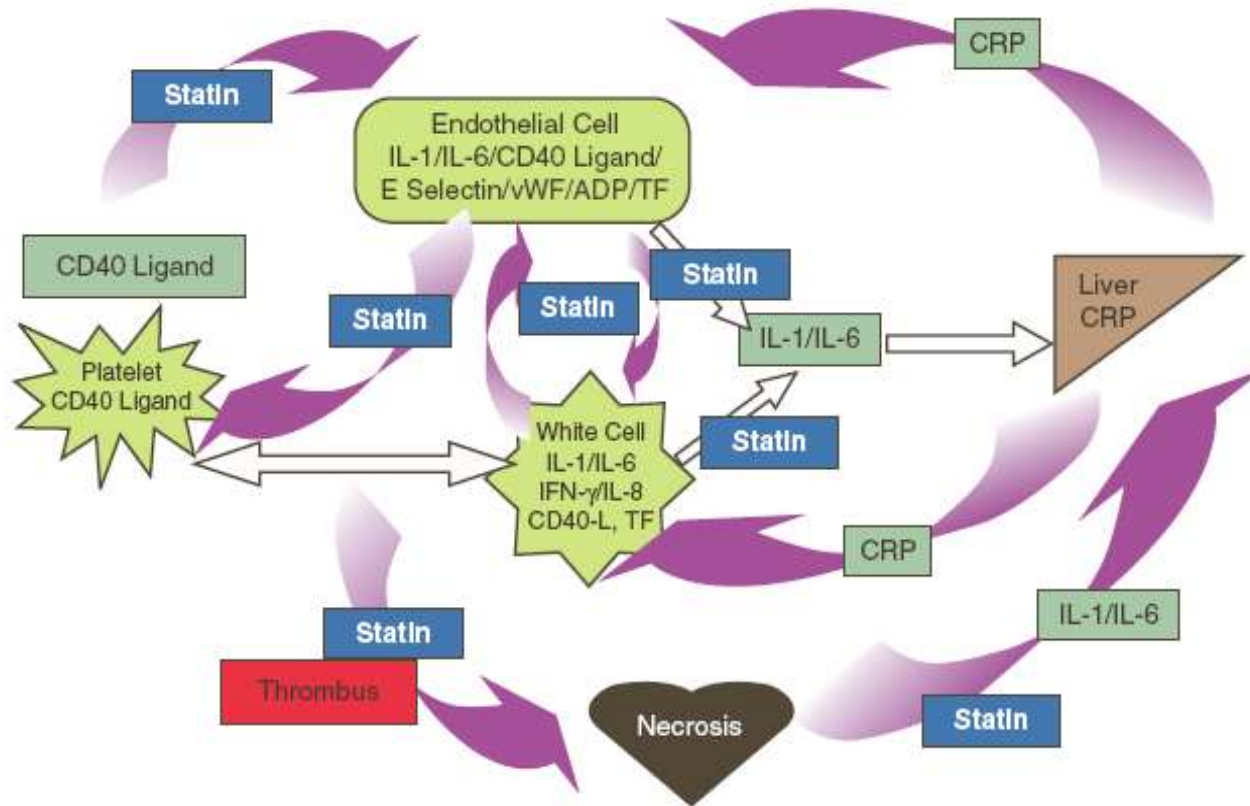 CRP
Statin
Endothelial Cell
IL-1/IL-6/CD40 Ligand/
E Selectin/vWF/ADP/TF
CD40 Ligand
Statin
Statin
Statin
IL-1/IL-6
Liver
CRP
Platelet
CD40 Ligand
White Cell
IL-1/IL-6
IFN-γ/IL-8
CD40-L, TF
Statin
CRP
IL-1/IL-6
Statin
Thrombus
Necrosis
Statin